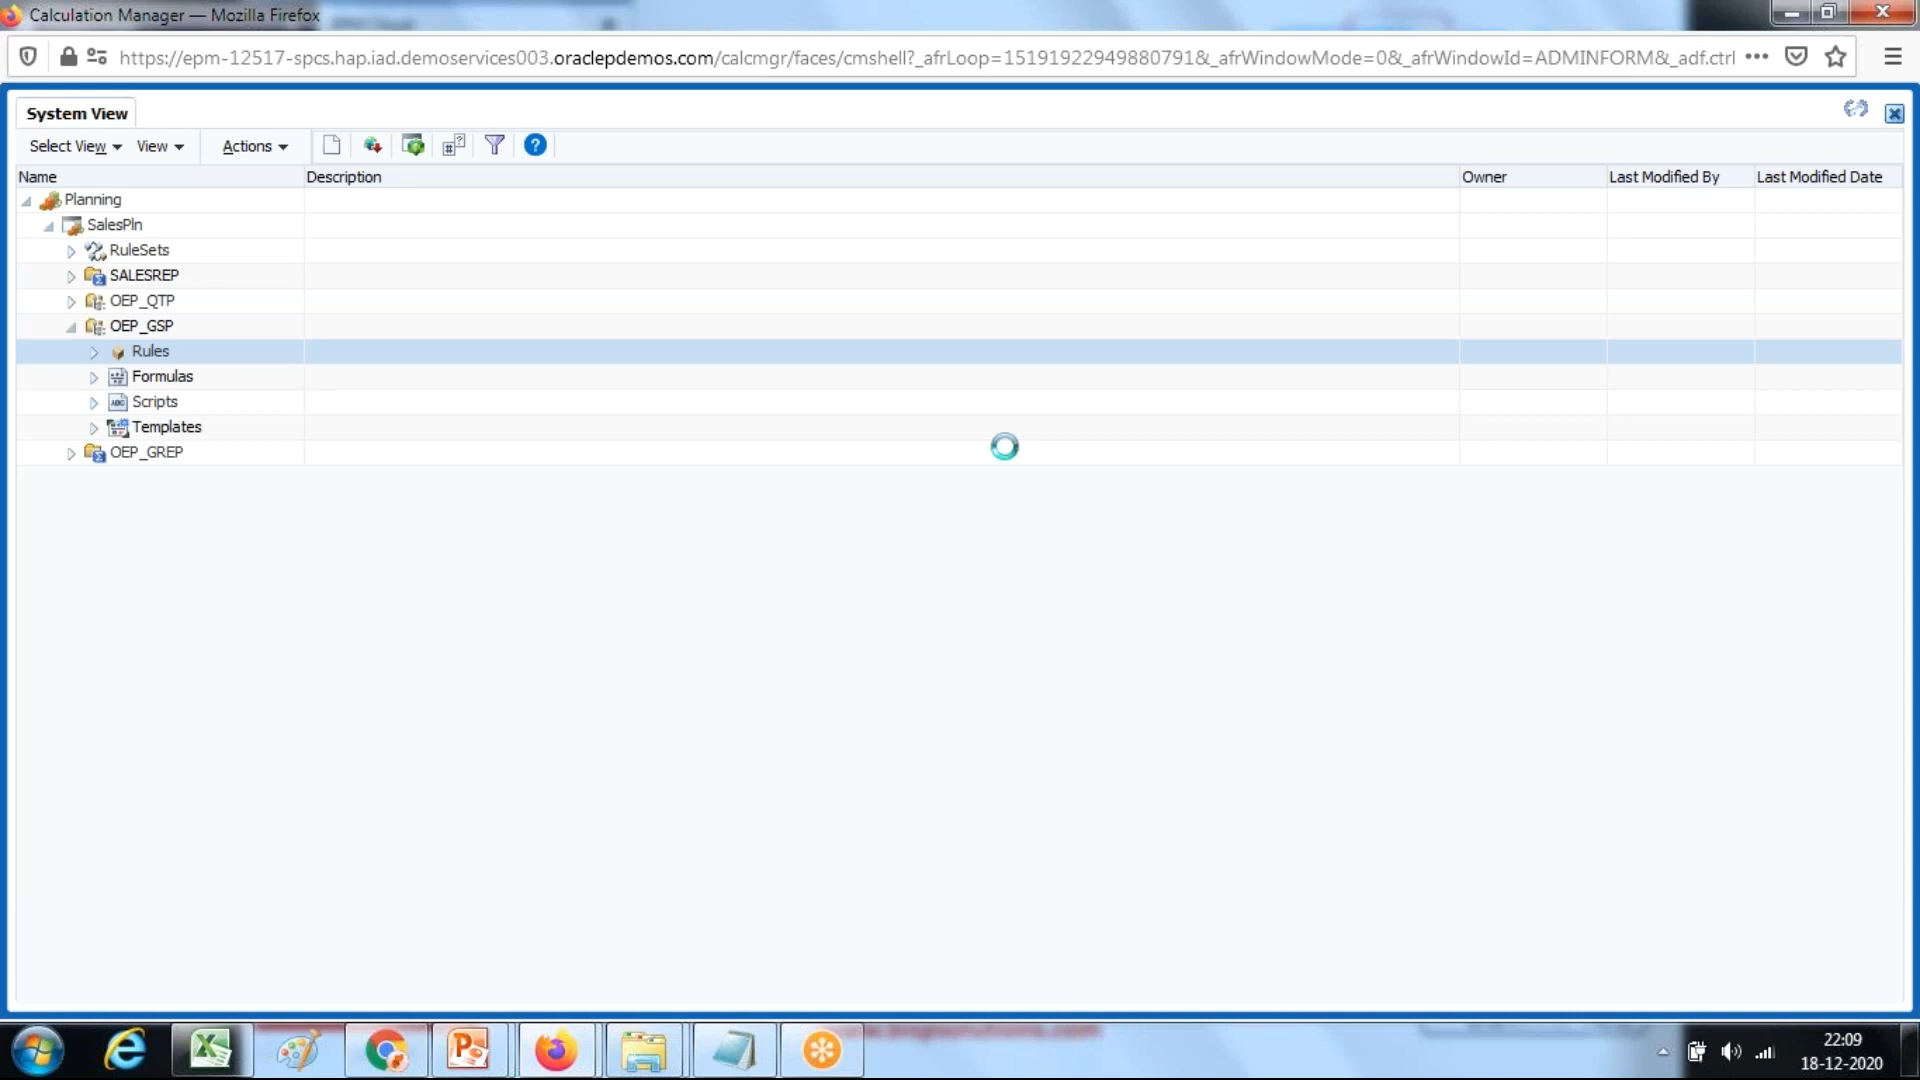 Calculation Manager — Mozilla Firefox
https://epm-12517-spcs.hap.iad.demoservices003.oraclepdemos.com/calcmgr/faces/cmshell?_afrLoop=15191922949880791&_afrWindowMode=0&_afrWindowId=ADMINFORM&_adf.ctrl
System View
Select View View Actions
Name Description Owner Last Modified By Last Modified Date
Planning
SalesPln
RuleSets
SALESREP
OEP_QTP
OEP_GSP
Rules
Formulas
Scripts
Templates
OEP_GREP
22:09
18-12-2020